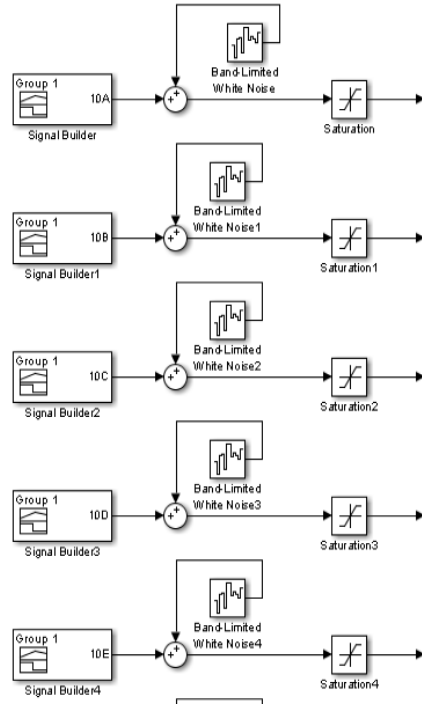 Band-Limited
White Noise
Group 1
10A
Signal Builder
Saturation
Band-Limited
White Noise1
Group 1
10B
Signal Builder1
Saturation1
Band-Limited
White Noise2
Group 1
10C
Signal Builder2
Saturation2
Band-Limited
White Noise3
Group 1
10D
Signal Builder3
Saturation3
Band-Limited
White Noise4
Group 1
10E
Signal Builder4
Saturation4